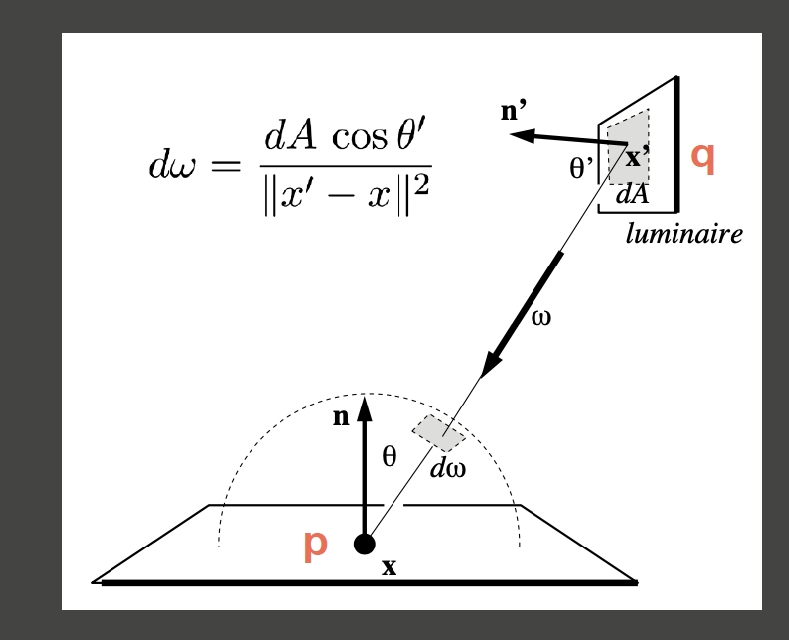 n’
dω = dA cos θ′ / ∥x′ − x∥²
θ’
x’
q
dA
luminaire
ω
n
θ
dω
p
x